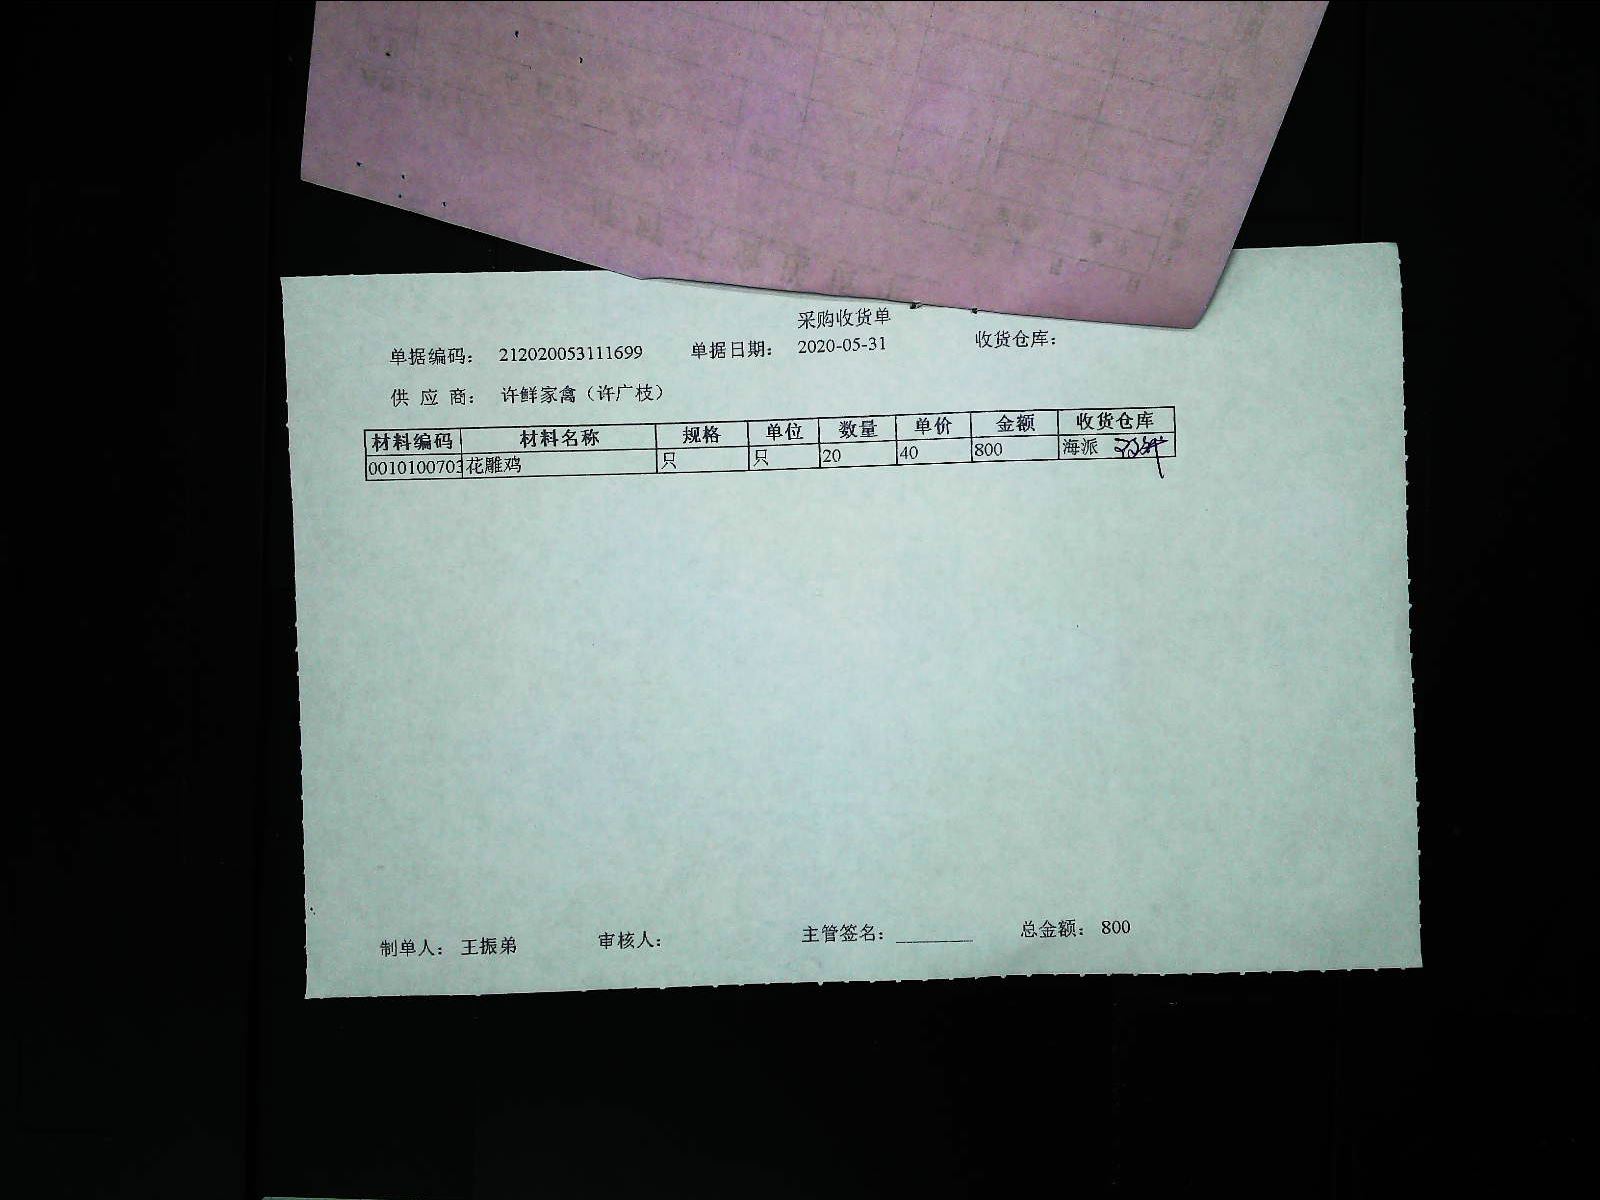 采购收货单
单据编码: 212020053111699 单据日期: 2020-05-31 收货仓库:
供 应 商: 许鲜家禽(许广枝)
材料编码 材料名称 规格 单位 数量 单价 金额 收货仓库
0010100703 花雕鸡 只 只 20 40 800 海派
制单人: 王振弟 审核人: 主管签名: ________ 总金额: 800